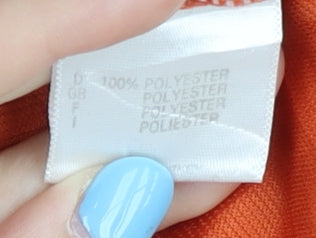 D 100% POLYESTER
GB POLYESTER
F POLYESTER
I POLIESTER